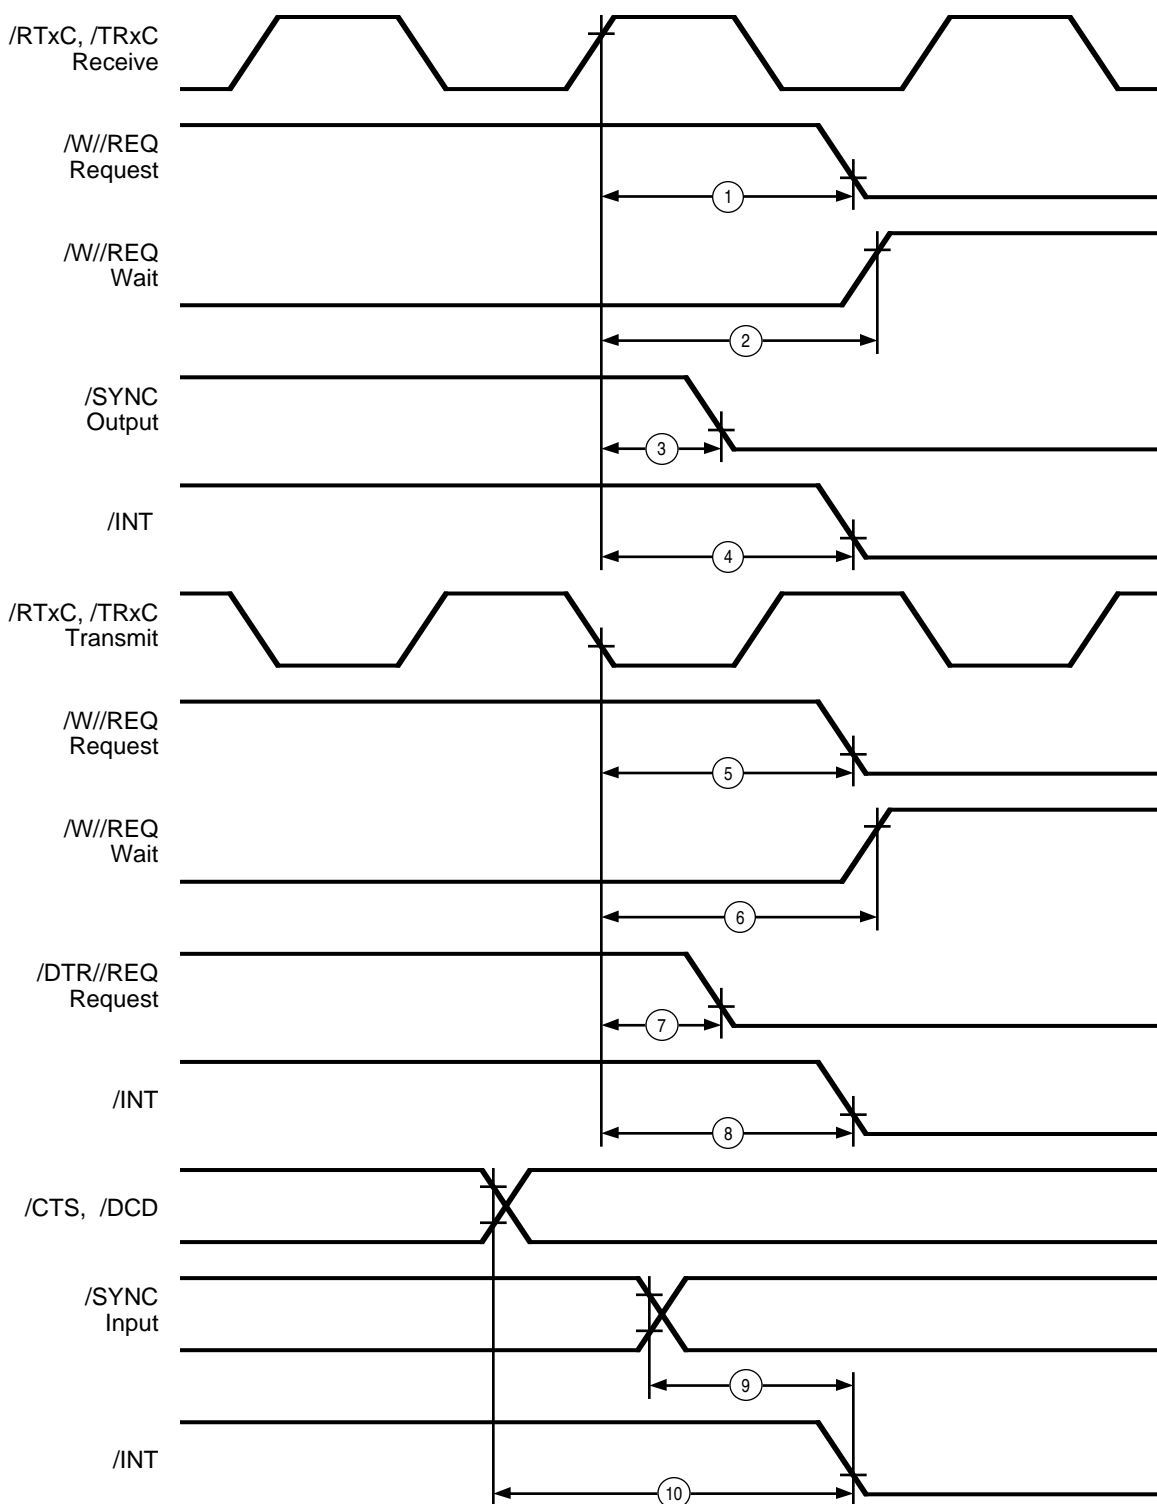 /RTxC, /TRxC
Receive
/W//REQ
Request
1
/W//REQ
Wait
2
/SYNC
Output
3
/INT
4
/RTxC, /TRxC
Transmit
/W//REQ
Request
5
/W//REQ
Wait
6
/DTR//REQ
Request
7
/INT
8
/CTS, /DCD
/SYNC
Input
9
/INT
10